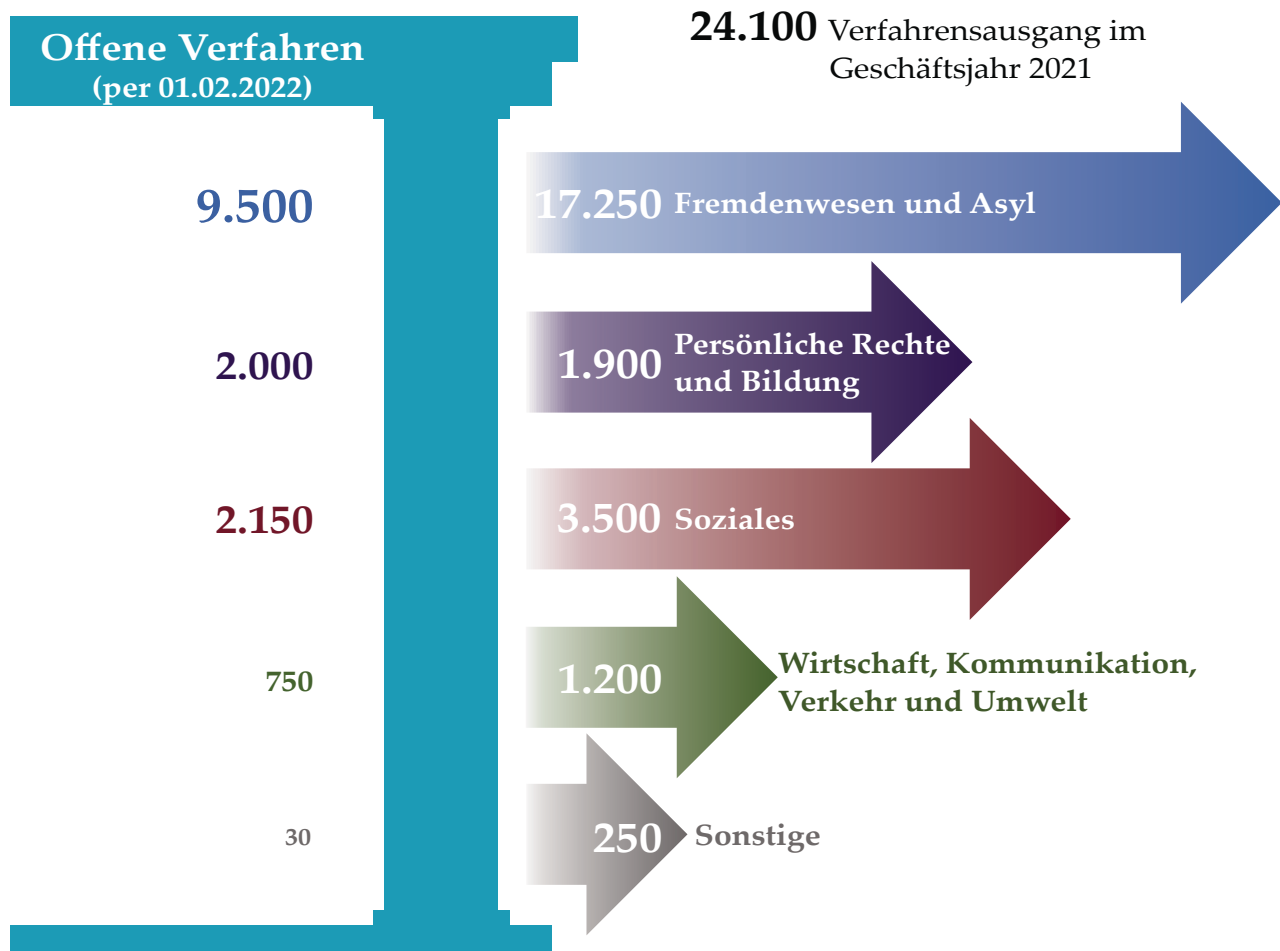 Offene Verfahren
(per 01.02.2022)
24.100 Verfahrensausgang im
Geschäftsjahr 2021
9.500
17.250 Fremdenwesen und Asyl
2.000
1.900 Persönliche Rechte
und Bildung
2.150
3.500 Soziales
750
1.200 Wirtschaft, Kommunikation,
Verkehr und Umwelt
30
250 Sonstige